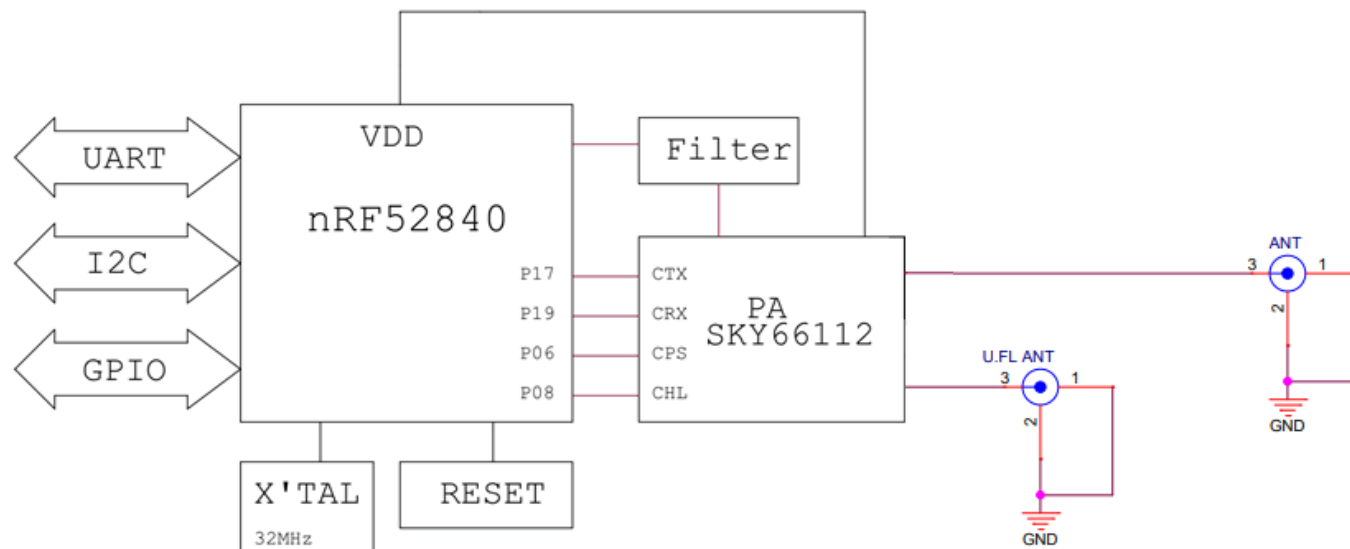 UART
I2C
GPIO
VDD
nRF52840
P17
P19
P06
P08
Filter
CTX
CRX
CPS
CHL
PA
SKY66112
X'TAL
32MHz
RESET
U.FL ANT
3
1
2
GND
ANT
3
1
2
GND